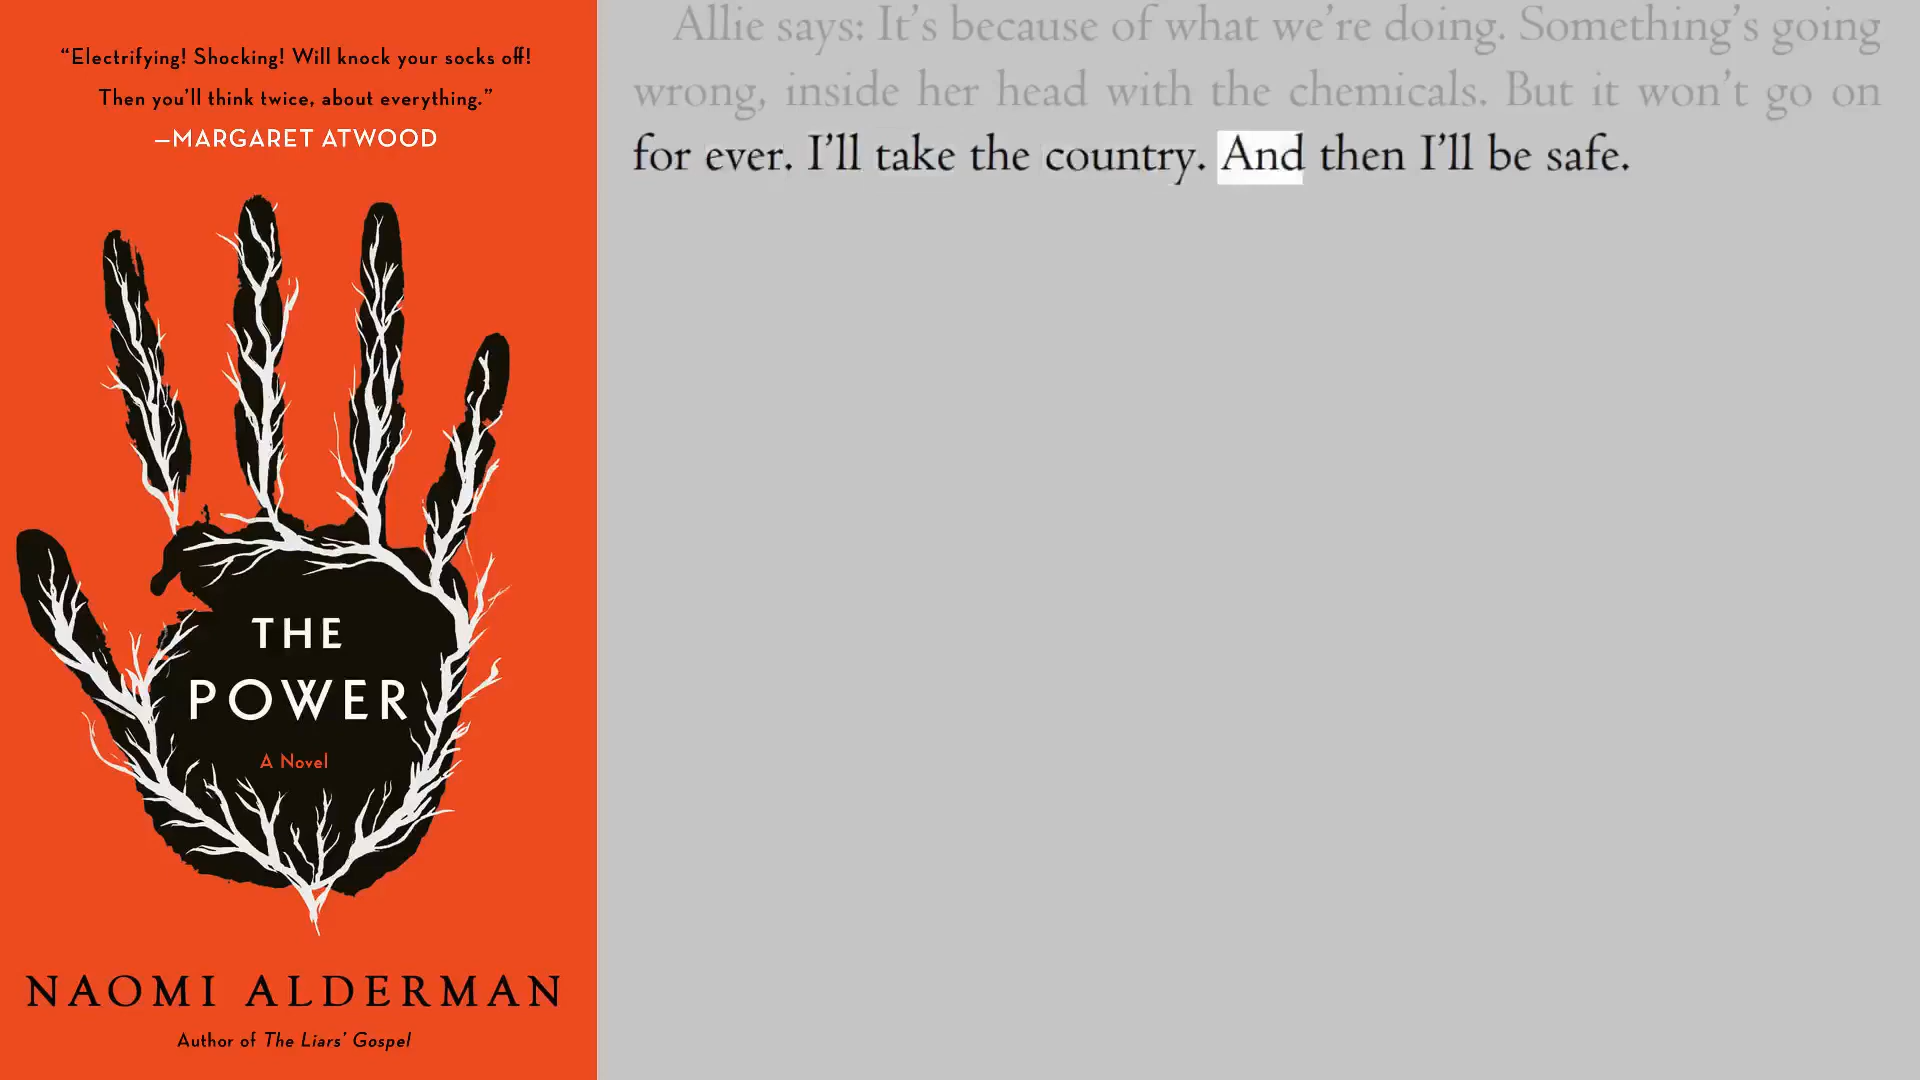 “Electrifying! Shocking! Will knock your socks off!
Then you’ll think twice, about everything.”
—MARGARET ATWOOD
THE
POWER
A Novel
NAOMI ALDERMAN
Author of The Liars’ Gospel
Allie says: It’s because of what we’re doing. Something’s going
wrong, inside her head with the chemicals. But it won’t go on
for ever. I’ll take the country. And then I’ll be safe.